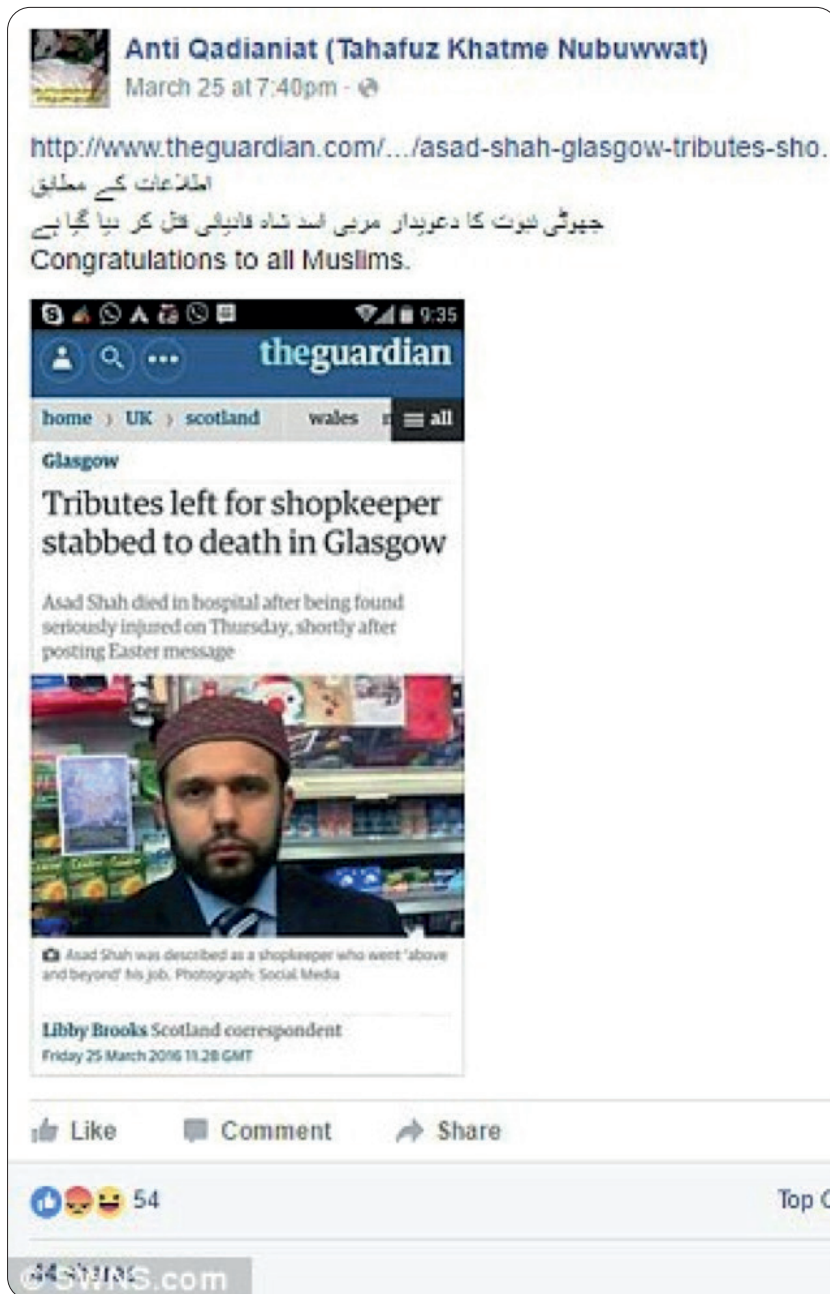 Anti Qadianiat (Tahafuz Khatme Nubuwwat)
March 25 at 7:40pm ·
http://www.theguardian.com/.../asad-shah-glasgow-tributes-sho.
اطلاعات کے مطابق
جھوٹی نبوت کا دعویدار مربی اسد شاہ قادیانی قتل کر دیا گیا ہے
Congratulations to all Muslims.
9:35
theguardian
home › UK › scotland wales all
Glasgow
Tributes left for shopkeeper
stabbed to death in Glasgow
Asad Shah died in hospital after being found
seriously injured on Thursday, shortly after
posting Easter message
Asad Shah was described as a shopkeeper who went 'above
and beyond' his job. Photograph: Social Media
Libby Brooks Scotland correspondent
Friday 25 March 2016 11.28 GMT
Like Comment Share
54 Top
44 shares
© SWNS.com